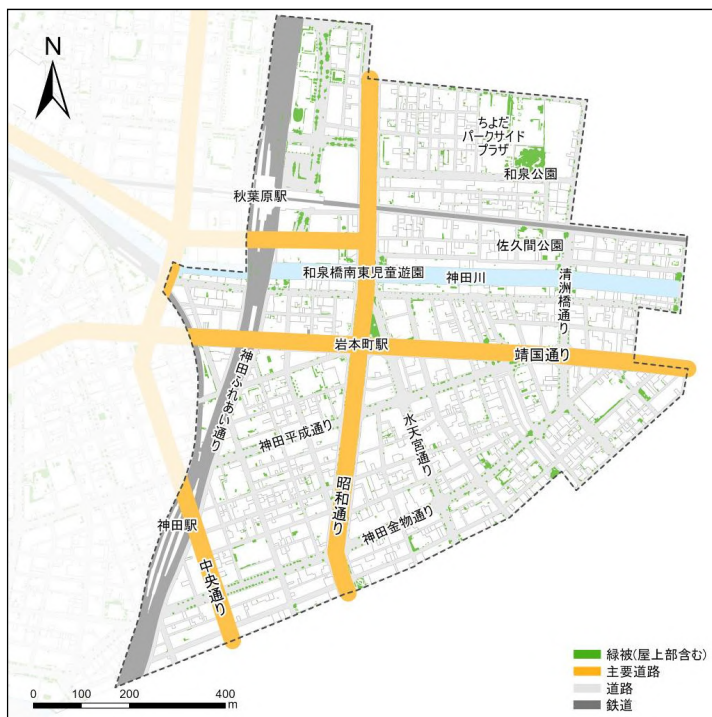 N
ちよだ
パークサイド
プラザ
和泉公園
秋葉原駅
佐久間公園
和泉橋南東児童遊園
神田川
清洲橋通り
岩本町駅
靖国通り
神田ふれあい通り
神田平成通り
水天宮通り
昭和通り
神田金物通り
神田駅
中央通り
緑被(屋上部含む)
主要道路
道路
鉄道
0 100 200 400
m